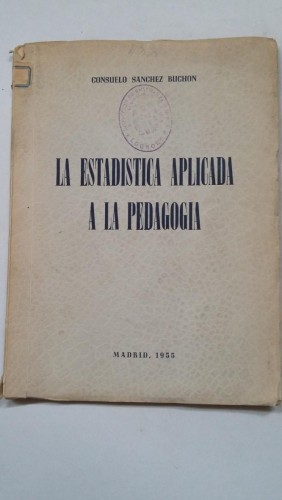 CONSUELO SANCHEZ BUCHON
LA ESTADISTICA APLICADA
A LA PEDAGOGIA
MADRID, 1955